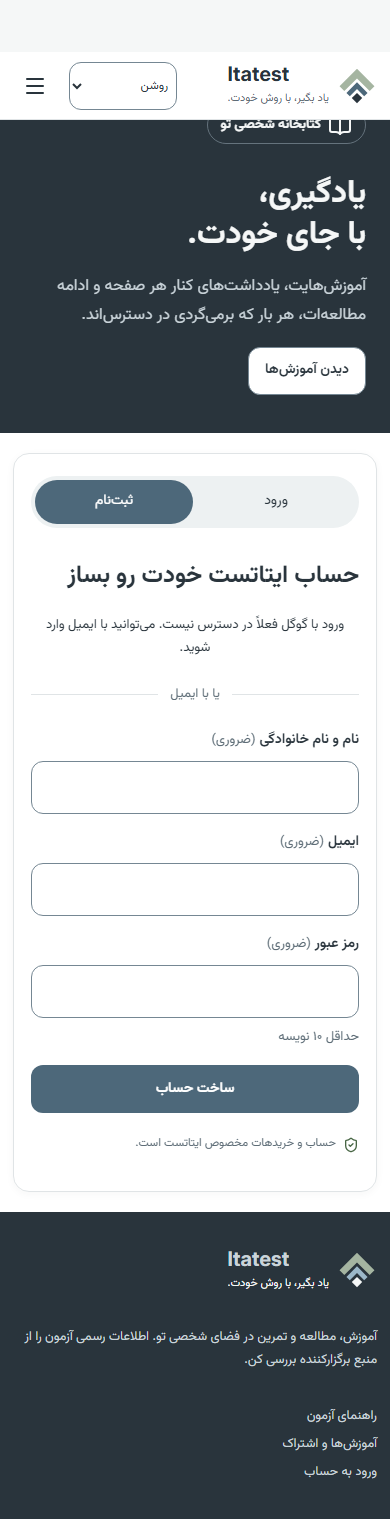 Itatest
یاد بگیر، با روش خودت.
روشن
کتابخانه شخصی تو
یادگیری،
با جای خودت.
آموزش‌هایت، یادداشت‌های کنار هر صفحه و ادامه
مطالعه‌ات، هر بار که برمی‌گردی در دسترس‌اند.
دیدن آموزش‌ها
ورود
ثبت‌نام
حساب ایتاتست خودت رو بساز
ورود با گوگل فعلاً در دسترس نیست. می‌توانید با ایمیل وارد
شوید.
یا با ایمیل
نام و نام خانوادگی (ضروری)
ایمیل (ضروری)
رمز عبور (ضروری)
حداقل ۱۰ نویسه
ساخت حساب
حساب و خریدهات مخصوص ایتاتست است.
Itatest
یاد بگیر، با روش خودت.
آموزش، مطالعه و تمرین در فضای شخصی تو. اطلاعات رسمی آزمون را از
منبع برگزارکننده بررسی کن.
راهنمای آزمون
آموزش‌ها و اشتراک
ورود به حساب